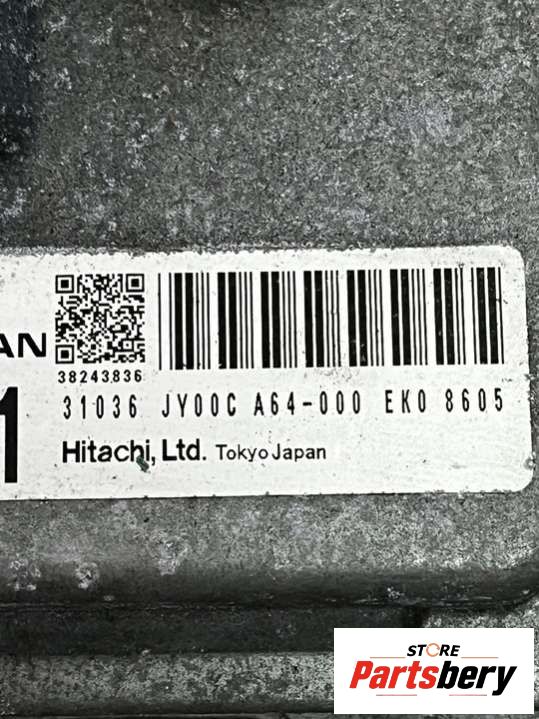 AN
38243836
1
31036 JY00C A64-000 EK0 8605
Hitachi, Ltd. Tokyo Japan
STORE
Partsbery